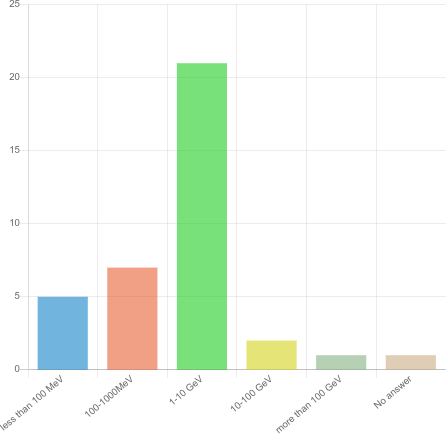 25
20
15
10
5
0
less than 100 MeV
100-1000MeV
1-10 GeV
10-100 GeV
more than 100 GeV
No answer